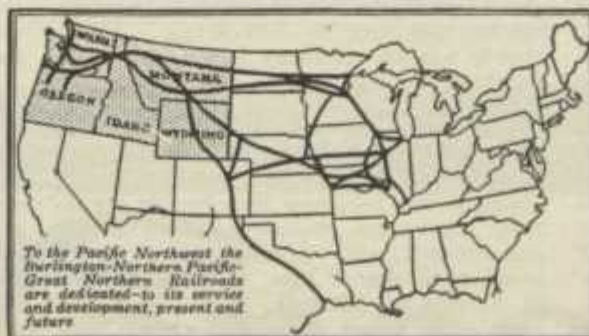 WASH.
MONTANA
OREGON
IDAHO
WYOMING
To the Pacific Northwest the
Burlington-Northern Pacific-
Great Northern Railroads
are dedicated—to its service
and development, present and
future